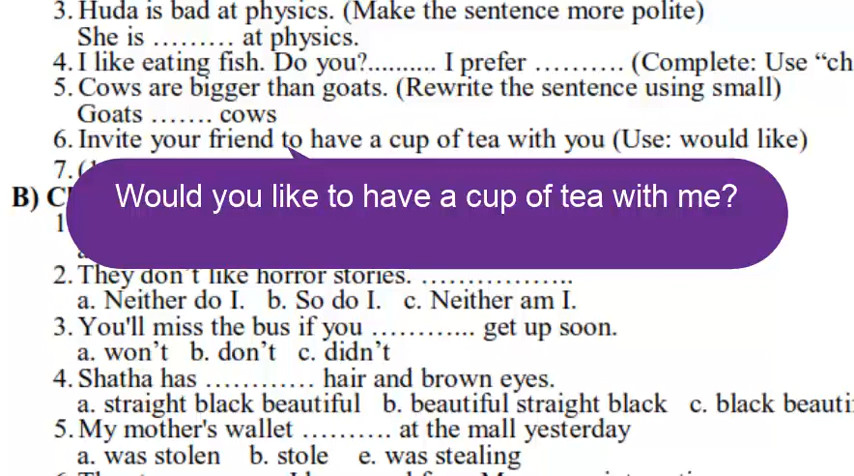 3. Huda is bad at physics. (Make the sentence more polite)
She is ……… at physics.
4. I like eating fish. Do you?.......... I prefer ………. (Complete: Use “ch
5. Cows are bigger than goats. (Rewrite the sentence using small)
Goats ……. cows
6. Invite your friend to have a cup of tea with you (Use: would like)
7.
Would you like to have a cup of tea with me?
B) C
1
2. They don't like horror stories. …………….
a. Neither do I. b. So do I. c. Neither am I.
3. You'll miss the bus if you ………... get up soon.
a. won’t b. don’t c. didn’t
4. Shatha has ………… hair and brown eyes.
a. straight black beautiful b. beautiful straight black c. black beauti
5. My mother's wallet ………. at the mall yesterday
a. was stolen b. stole e. was stealing